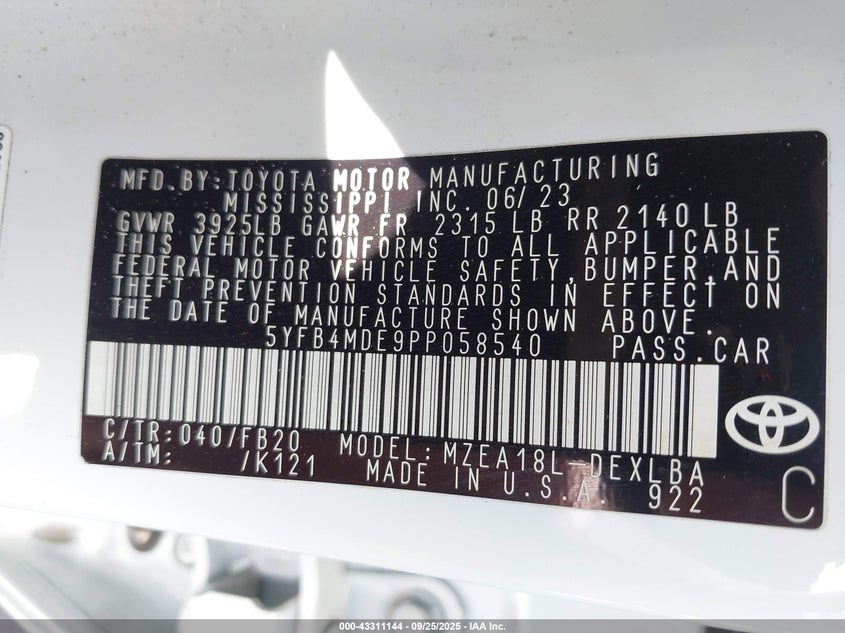 MFD.BY:TOYOTA MOTOR MANUFACTURING
MISSISSIPPI INC. 06/23
GVWR 3925LB GAWR FR 2315 LB RR 2140LB
THIS VEHICLE CONFORMS TO ALL APPLICABLE
FEDERAL MOTOR VEHICLE SAFETY,BUMPER,AND
THEFT PREVENTION STANDARDS IN EFFECT ON
THE DATE OF MANUFACTURE SHOWN ABOVE.
5YFB4MDE9PP058540 PASS.CAR
C/TR:040/FB20 MODEL:MZEA18L-DEXLBA
A/TM: /K121 MADE IN U.S.A. 922
C
000-43311144 - 09/25/2025 - IAA Inc.